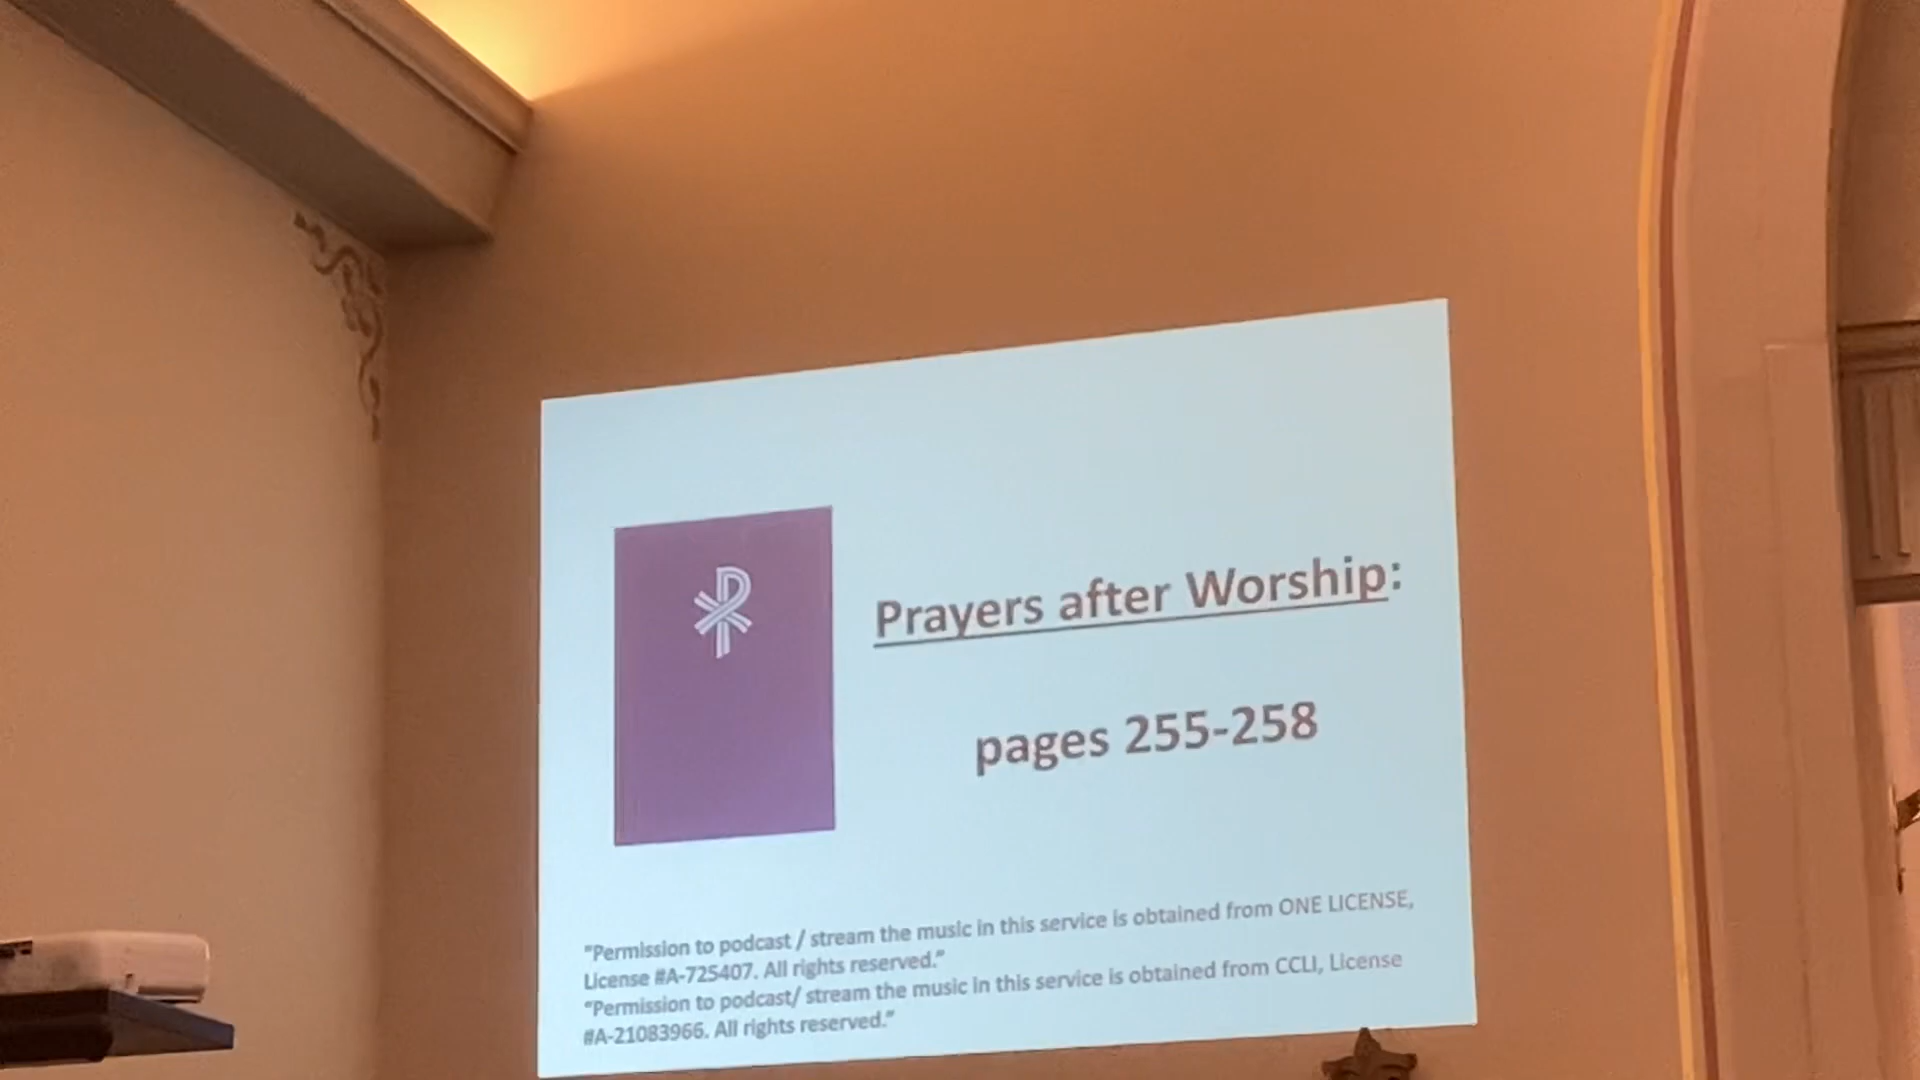 Prayers after Worship:
pages 255-258
"Permission to podcast / stream the music in this service is obtained from ONE LICENSE,
License #A-725407. All rights reserved."
"Permission to podcast/ stream the music in this service is obtained from CCLI, License
#A-21083966. All rights reserved."